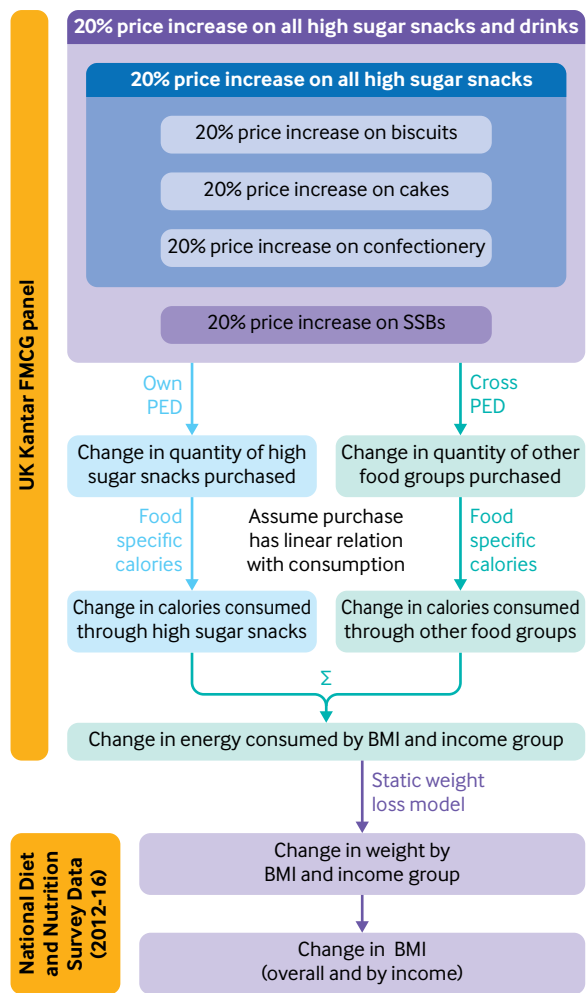 20% price increase on all high sugar snacks and drinks
20% price increase on all high sugar snacks
20% price increase on biscuits
20% price increase on cakes
20% price increase on confectionery
20% price increase on SSBs
UK Kantar FMCG panel
Own
PED
Cross
PED
Change in quantity of high
sugar snacks purchased
Change in quantity of other
food groups purchased
Food
specific
calories
Assume purchase
has linear relation
with consumption
Food
specific
calories
Change in calories consumed
through high sugar snacks
Change in calories consumed
through other food groups
Σ
Change in energy consumed by BMI and income group
Static weight
loss model
National Diet
and Nutrition
Survey Data
(2012-16)
Change in weight by
BMI and income group
Change in BMI
(overall and by income)